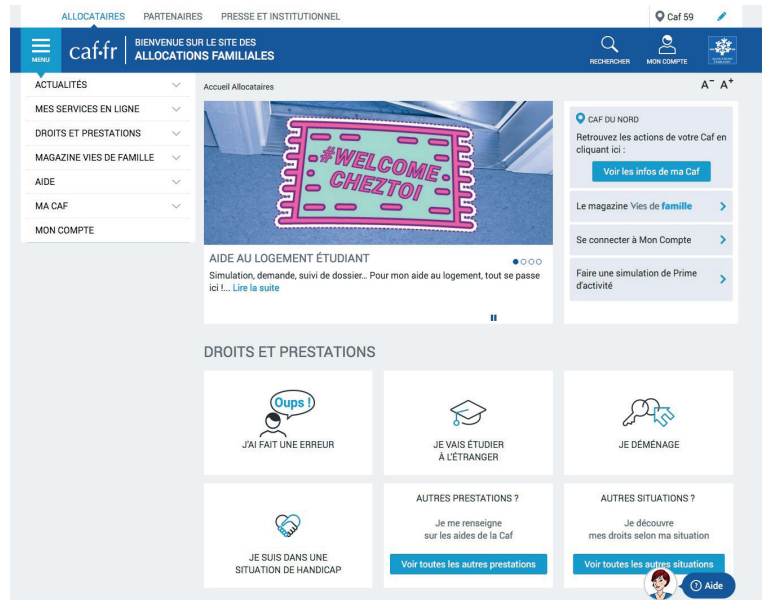 ALLOCATAIRES PARTENAIRES PRESSE ET INSTITUTIONNEL
Caf 59
MENU
caf·fr
BIENVENUE SUR LE SITE DES
ALLOCATIONS FAMILIALES
RECHERCHER
MON COMPTE
ACTUALITÉS
MES SERVICES EN LIGNE
DROITS ET PRESTATIONS
MAGAZINE VIES DE FAMILLE
AIDE
MA CAF
MON COMPTE
Accueil Allocataires
A⁻ A⁺
#WELCOME
CHEZTOI
AIDE AU LOGEMENT ÉTUDIANT
Simulation, demande, suivi de dossier... Pour mon aide au logement, tout se passe
ici !... Lire la suite
CAF DU NORD
Retrouvez les actions de votre Caf en
cliquant ici :
Voir les infos de ma Caf
Le magazine Vies de famille
Se connecter à Mon Compte
Faire une simulation de Prime
d'activité
DROITS ET PRESTATIONS
Oups !
J'AI FAIT UNE ERREUR
JE VAIS ÉTUDIER
À L'ÉTRANGER
JE DÉMÉNAGE
JE SUIS DANS UNE
SITUATION DE HANDICAP
AUTRES PRESTATIONS ?
Je me renseigne
sur les aides de la Caf
Voir toutes les autres prestations
AUTRES SITUATIONS ?
Je découvre
mes droits selon ma situation
Voir toutes les autres situations
Aide